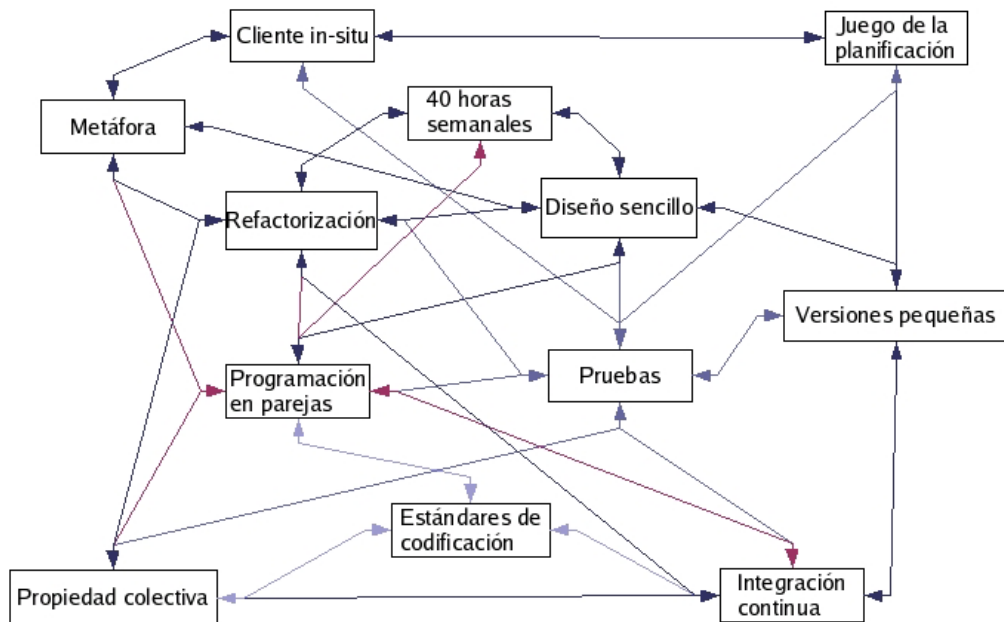 Cliente in-situ
Juego de la
planificación
40 horas
semanales
Metáfora
Refactorización
Diseño sencillo
Versiones pequeñas
Programación
en parejas
Pruebas
Estándares de
codificación
Propiedad colectiva
Integración
continua